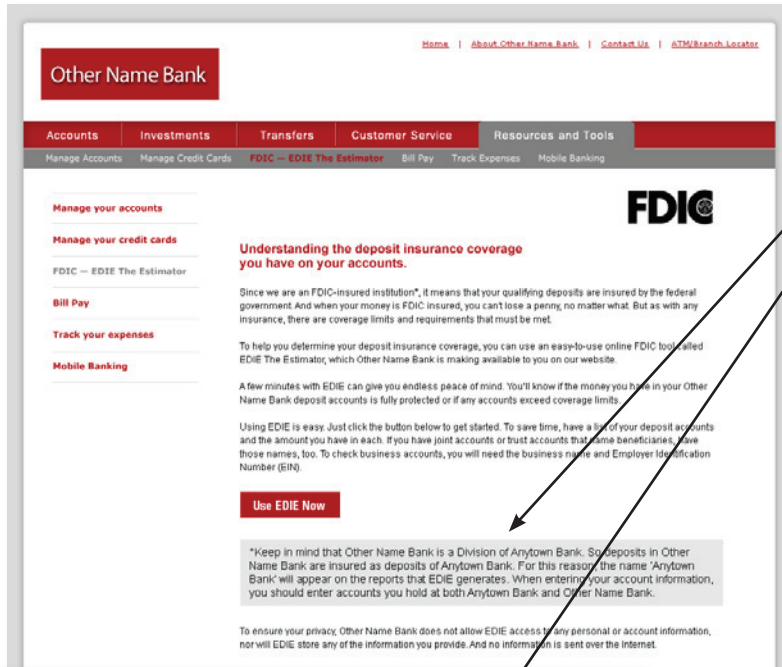 Home | About Other Name Bank | Contact Us | ATM/Branch Locator
Other Name Bank
Accounts Investments Transfers Customer Service Resources and Tools
Manage Accounts Manage Credit Cards FDIC — EDIE The Estimator Bill Pay Track Expenses Mobile Banking
Manage your accounts
Manage your credit cards
FDIC — EDIE The Estimator
Bill Pay
Track your expenses
Mobile Banking
FDIC
Understanding the deposit insurance coverage
you have on your accounts.
Since we are an FDIC-insured institution*, it means that your qualifying deposits are insured by the federal
government. And when your money is FDIC insured, you can't lose a penny, no matter what. But as with any
insurance, there are coverage limits and requirements that must be met.
To help you determine your deposit insurance coverage, you can use an easy-to-use online FDIC tool called
EDIE The Estimator, which Other Name Bank is making available to you on our website.
A few minutes with EDIE can give you endless peace of mind. You'll know if the money you have in your Other
Name Bank deposit accounts is fully protected or if any accounts exceed coverage limits.
Using EDIE is easy. Just click the button below to get started. To save time, have a list of your deposit accounts
and the amount you have in each. If you have joint accounts or trust accounts that name beneficiaries, have
those names, too. To check business accounts, you will need the business name and Employer Identification
Number (EIN).
Use EDIE Now
*Keep in mind that Other Name Bank is a Division of Anytown Bank. So deposits in Other
Name Bank are insured as deposits of Anytown Bank. For this reason, the name 'Anytown
Bank' will appear on the reports that EDIE generates. When entering your account information,
you should enter accounts you hold at both Anytown Bank and Other Name Bank.
To ensure your privacy, Other Name Bank does not allow EDIE access to any personal or account information,
nor will EDIE store any of the information you provide. And no information is sent over the Internet.